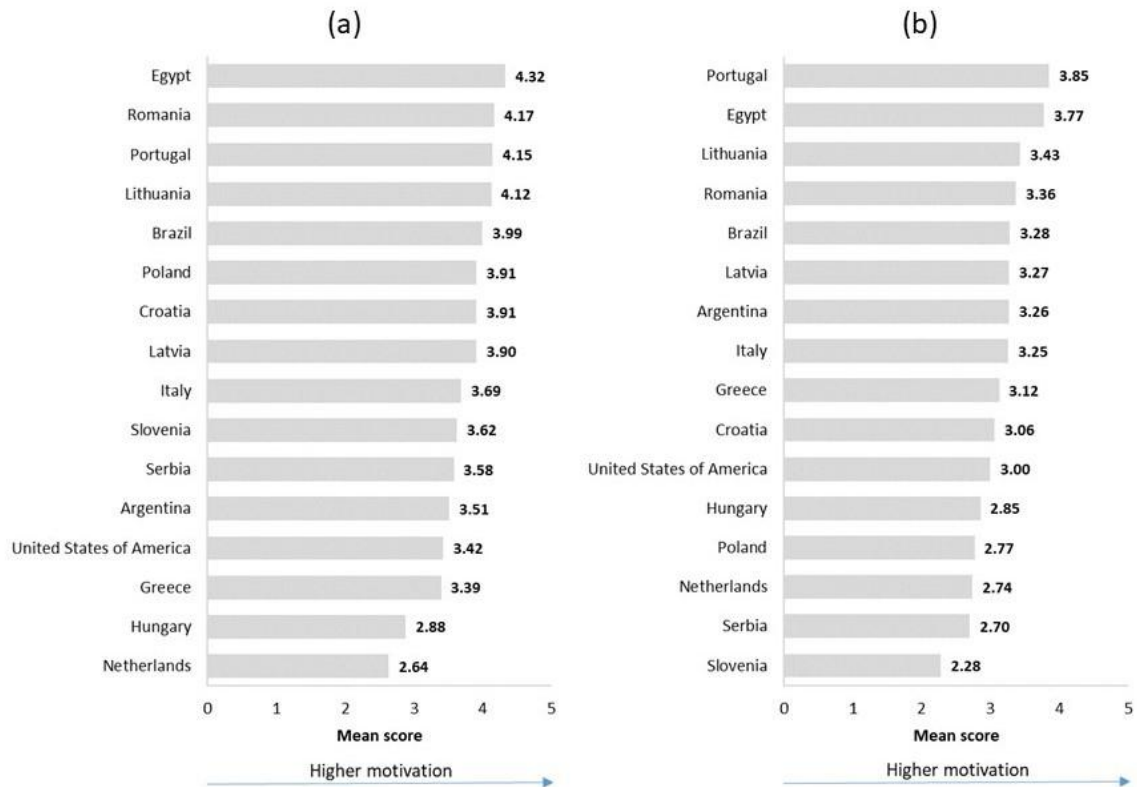 (a)
Egypt 4.32
Romania 4.17
Portugal 4.15
Lithuania 4.12
Brazil 3.99
Poland 3.91
Croatia 3.91
Latvia 3.90
Italy 3.69
Slovenia 3.62
Serbia 3.58
Argentina 3.51
United States of America 3.42
Greece 3.39
Hungary 2.88
Netherlands 2.64
0 1 2 3 4 5
Mean score
Higher motivation
(b)
Portugal 3.85
Egypt 3.77
Lithuania 3.43
Romania 3.36
Brazil 3.28
Latvia 3.27
Argentina 3.26
Italy 3.25
Greece 3.12
Croatia 3.06
United States of America 3.00
Hungary 2.85
Poland 2.77
Netherlands 2.74
Serbia 2.70
Slovenia 2.28
0 1 2 3 4 5
Mean score
Higher motivation